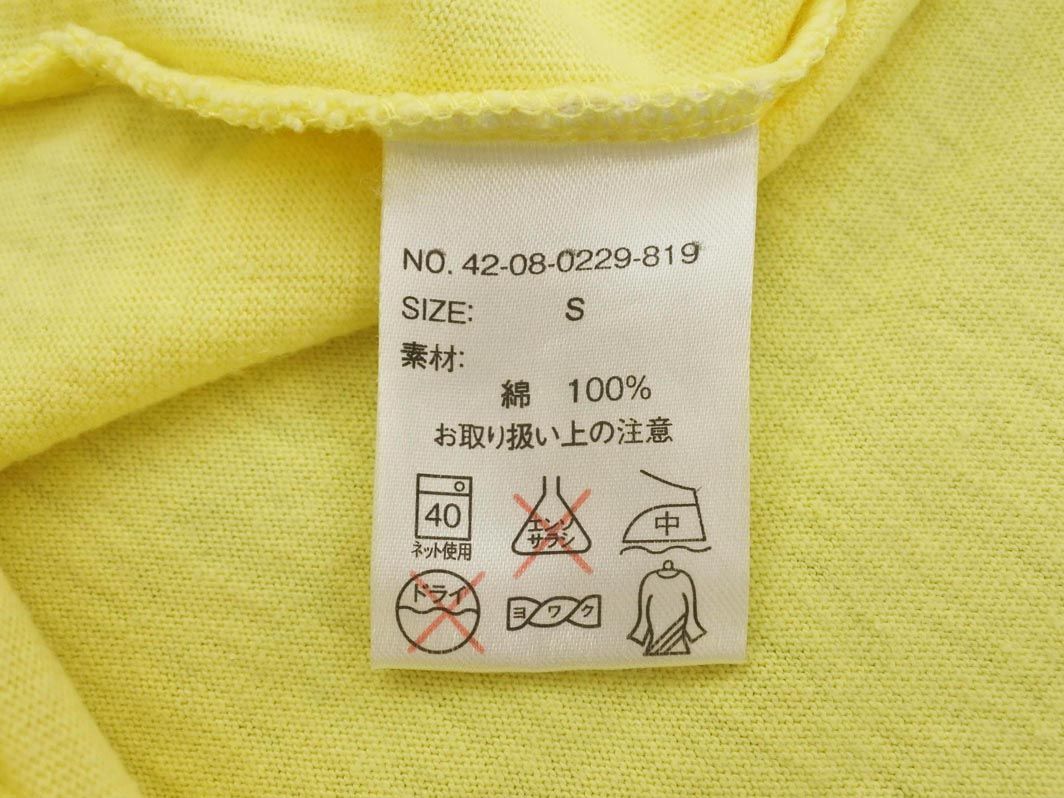 NO. 42-08-0229-819
SIZE: S
素材:
綿 100%
お取り扱い上の注意
40
ネット使用
エンソ
サラシ
中
ドライ
ヨワク